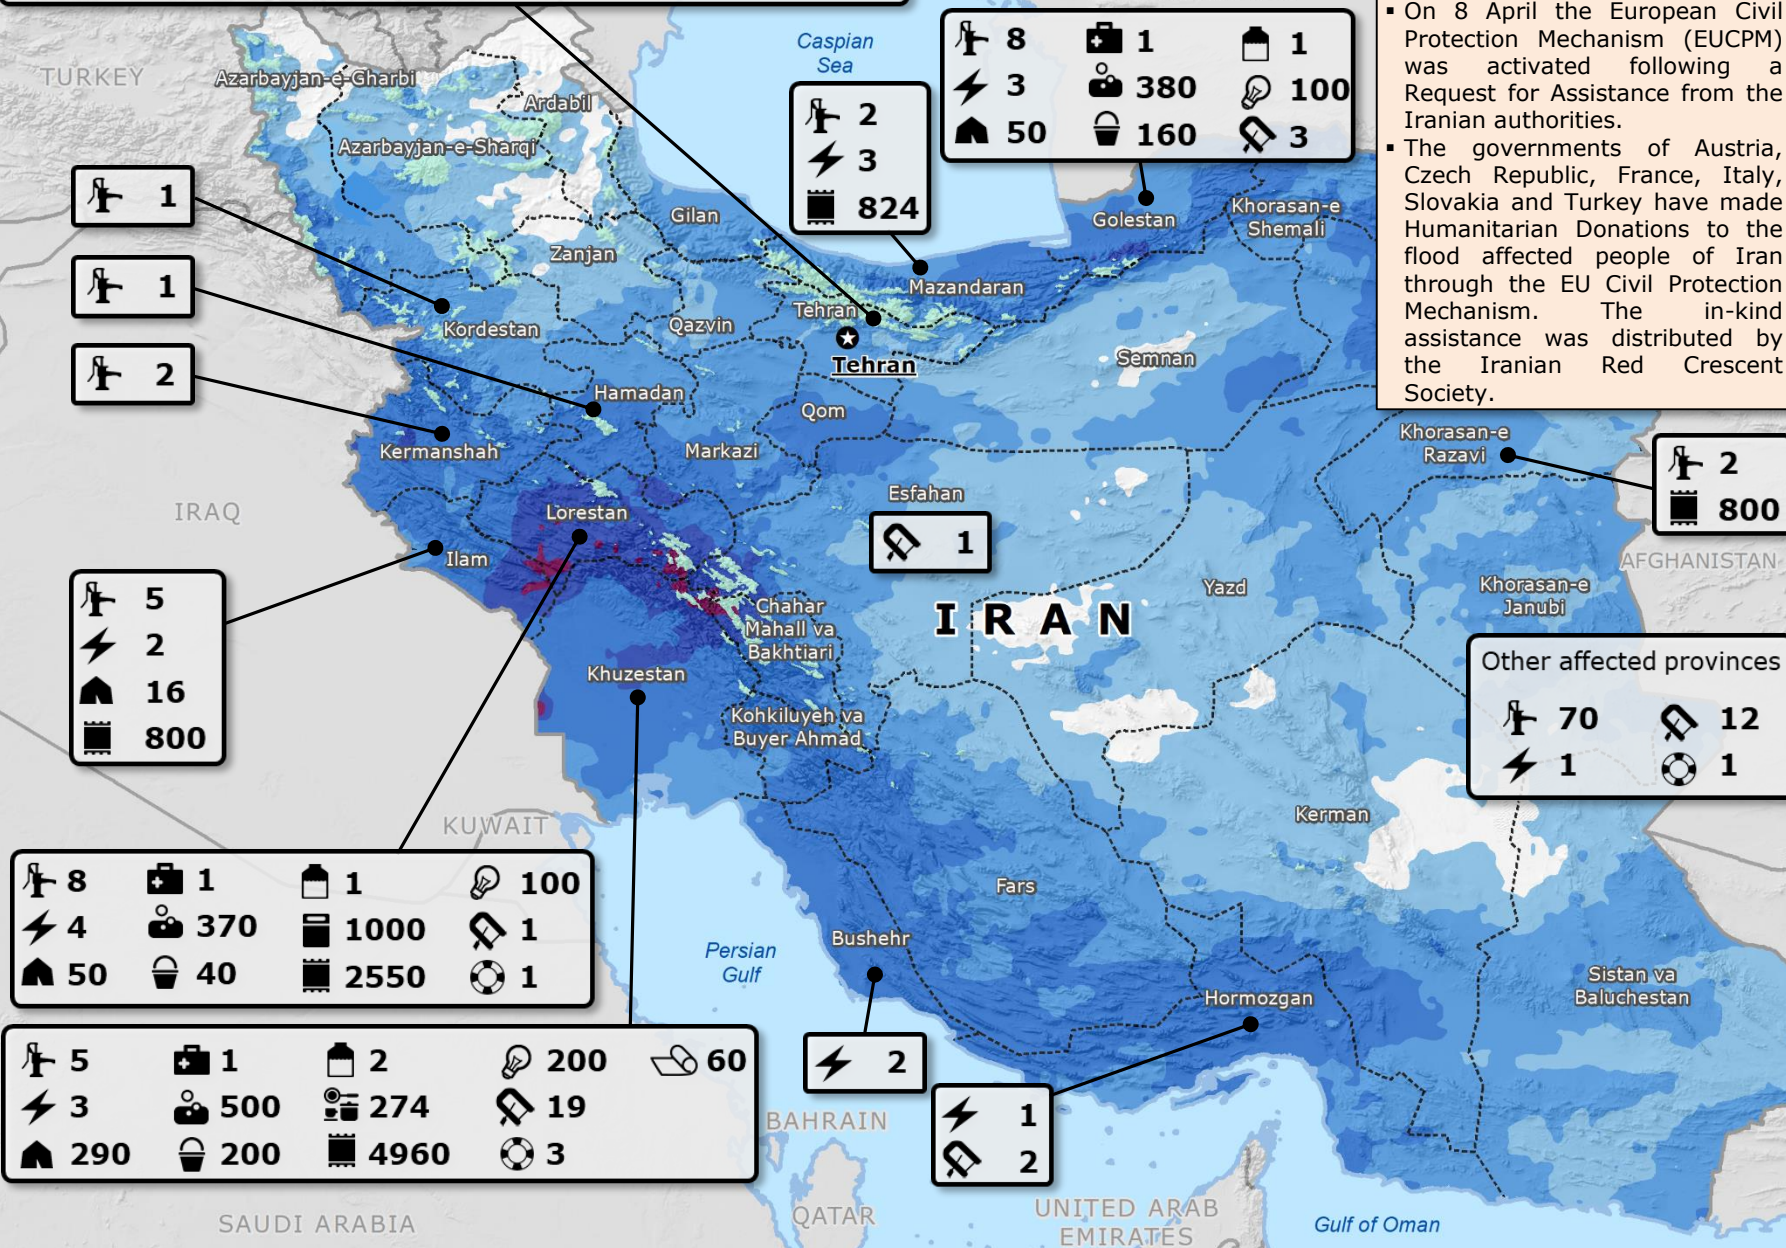 Caspian
Sea
8
1
1
3
380
100
50
160
3
▪ On 8 April the European Civil
Protection Mechanism (EUCPM)
was activated following a
Request for Assistance from the
Iranian authorities.
▪ The governments of Austria,
Czech Republic, France, Italy,
Slovakia and Turkey have made
Humanitarian Donations to the
flood affected people of Iran
through the EU Civil Protection
Mechanism. The in-kind
assistance was distributed by
the Iranian Red Crescent
Society.
TURKEY
Azarbayjan-e-Gharbi
Ardabil
Azarbayjan-e-Sharqi
2
3
824
1
Gilan
Golestan
Khorasan-e
Shemali
Zanjan
1
Mazandaran
Tehran
Kordestan
Qazvin
Tehran
Semnan
2
Hamadan
Qom
Kermanshah
Markazi
Khorasan-e
Razavi
2
800
IRAQ
Lorestan
Esfahan
1
Ilam
AFGHANISTAN
5
2
16
800
Chahar
Mahall va
Bakhtiari
IRAN
Yazd
Khorasan-e
Janubi
Khuzestan
Kohkiluyeh va
Buyer Ahmad
Other affected provinces
70
12
1
1
KUWAIT
Kerman
8
1
1
100
4
370
1000
1
50
40
2550
1
Fars
Bushehr
Persian
Gulf
Hormozgan
Sistan va
Baluchestan
5
1
2
200
60
3
500
274
19
290
200
4960
3
2
1
2
BAHRAIN
QATAR
UNITED ARAB
EMIRATES
SAUDI ARABIA
Gulf of Oman